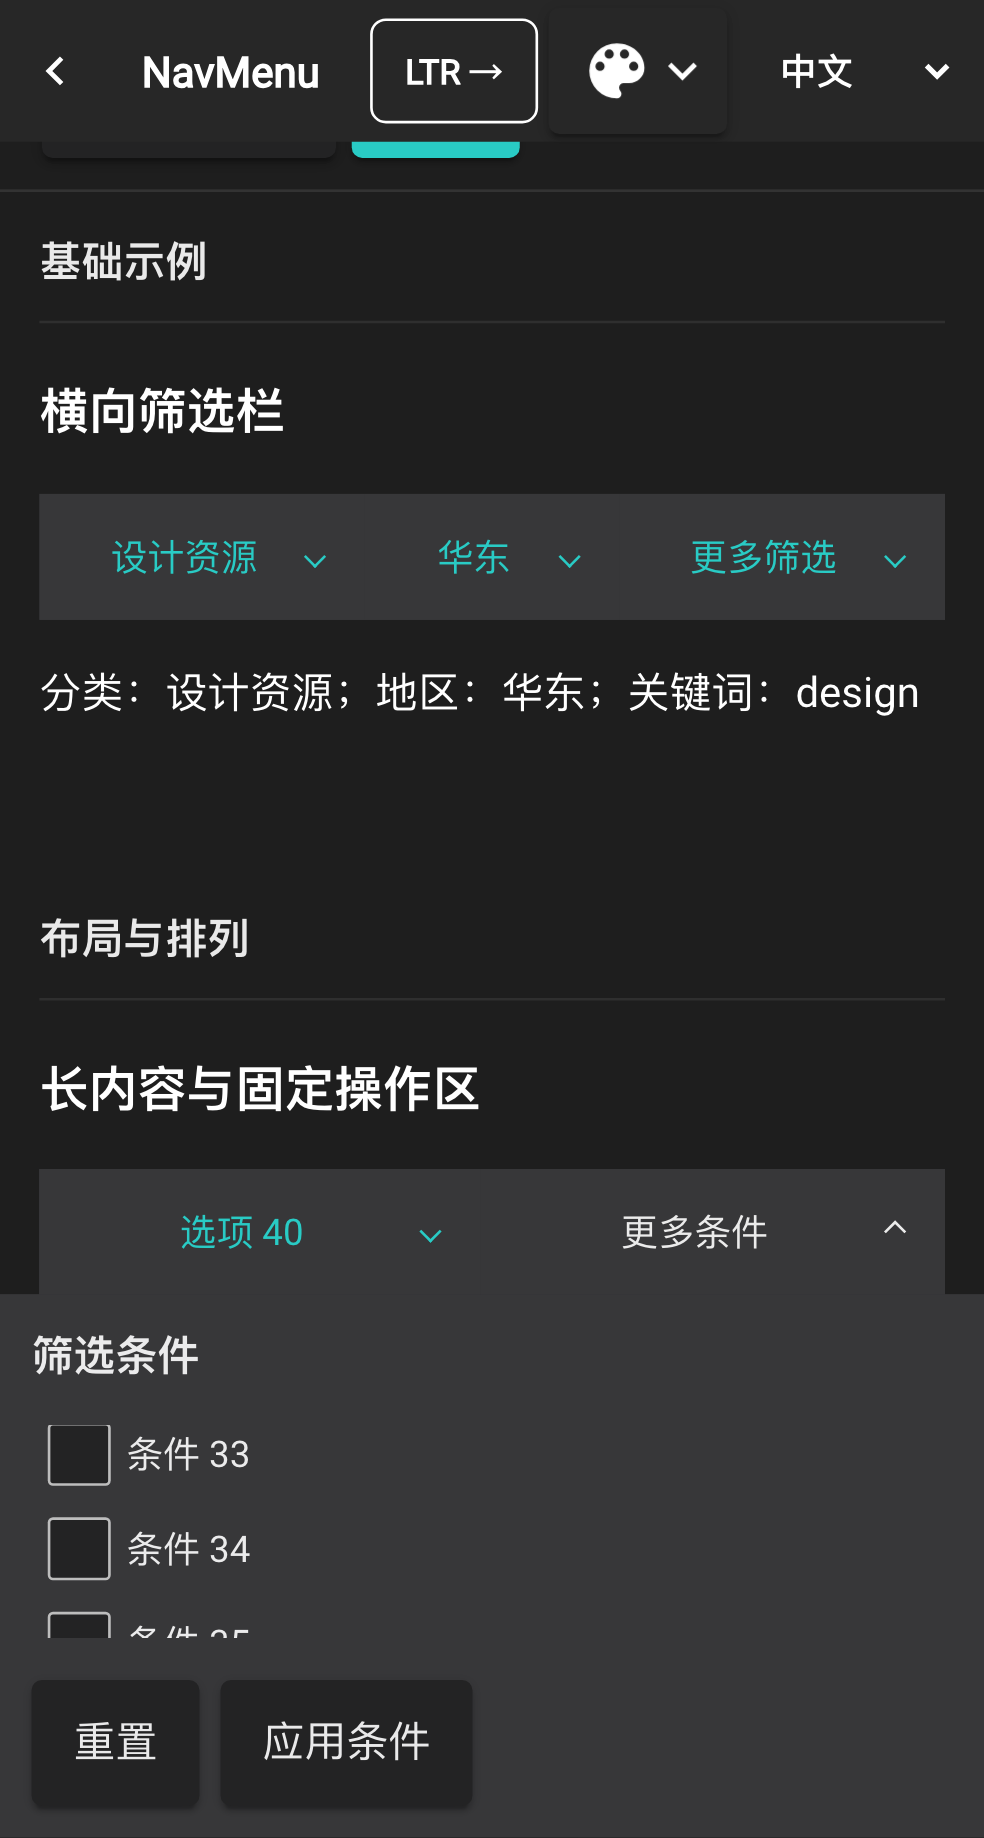 NavMenu
LTR→
中文
基础示例
横向筛选栏
设计资源
华东
更多筛选
分类：设计资源；地区：华东；关键词：design
布局与排列
长内容与固定操作区
选项 40
更多条件
筛选条件
条件 33
条件 34
条件 35
重置
应用条件